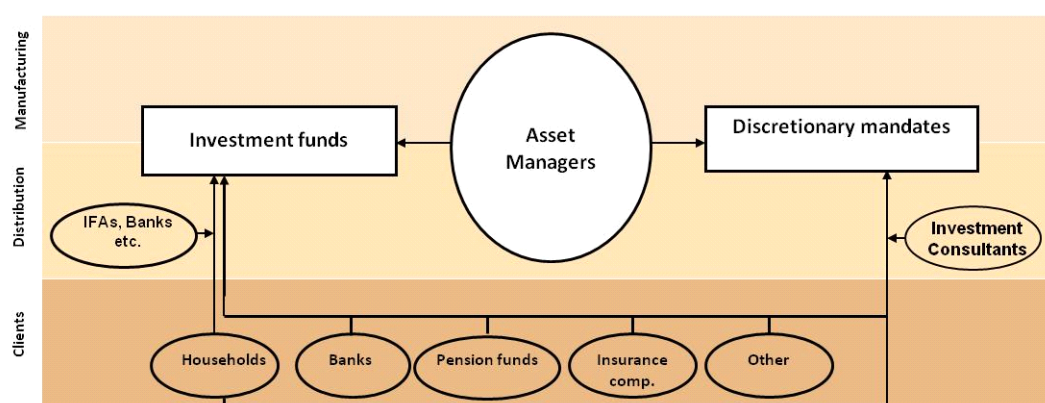 Manufacturing
Investment funds
Asset
Managers
Discretionary mandates
Distribution
IFAs, Banks
etc.
Investment
Consultants
Clients
Households
Banks
Pension funds
Insurance
comp.
Other